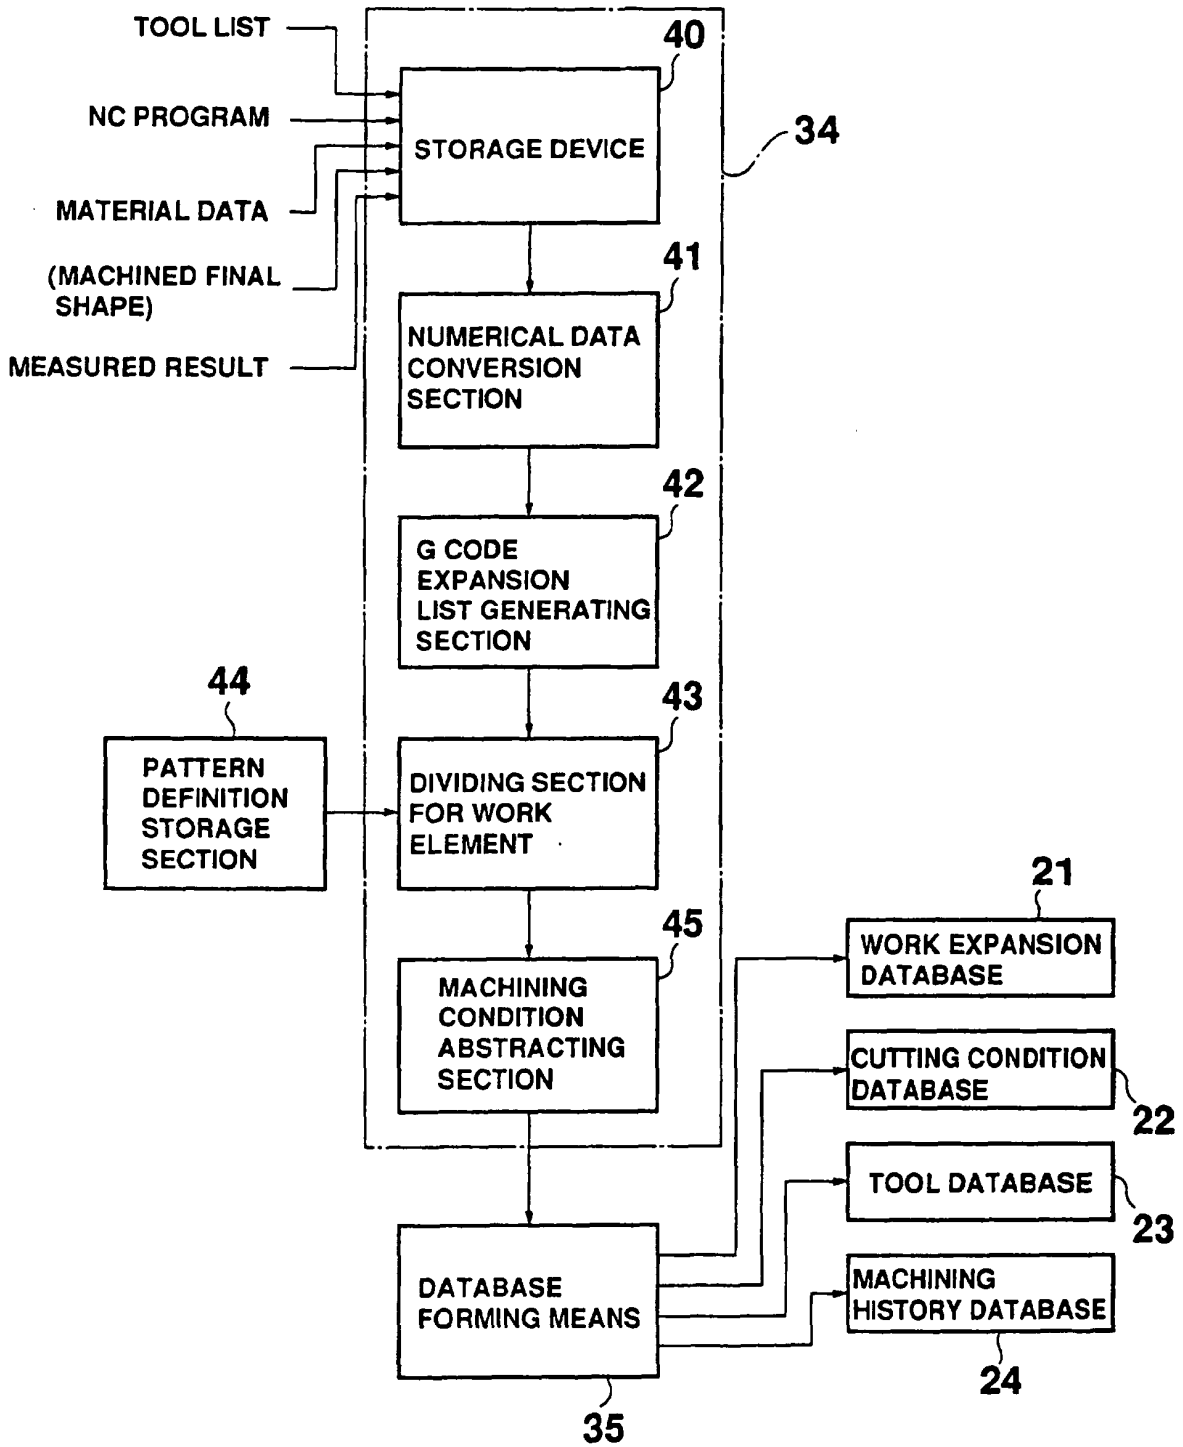 TOOL LIST
40
NC PROGRAM
STORAGE DEVICE
34
MATERIAL DATA
(MACHINED FINAL
SHAPE)
41
MEASURED RESULT
NUMERICAL DATA
CONVERSION
SECTION
42
G CODE
EXPANSION
LIST GENERATING
SECTION
44
43
PATTERN
DEFINITION
STORAGE
SECTION
DIVIDING SECTION
FOR WORK
ELEMENT
21
45
WORK EXPANSION
DATABASE
MACHINING
CONDITION
ABSTRACTING
SECTION
CUTTING CONDITION
DATABASE
22
TOOL DATABASE
23
DATABASE
FORMING MEANS
MACHINING
HISTORY DATABASE
24
35